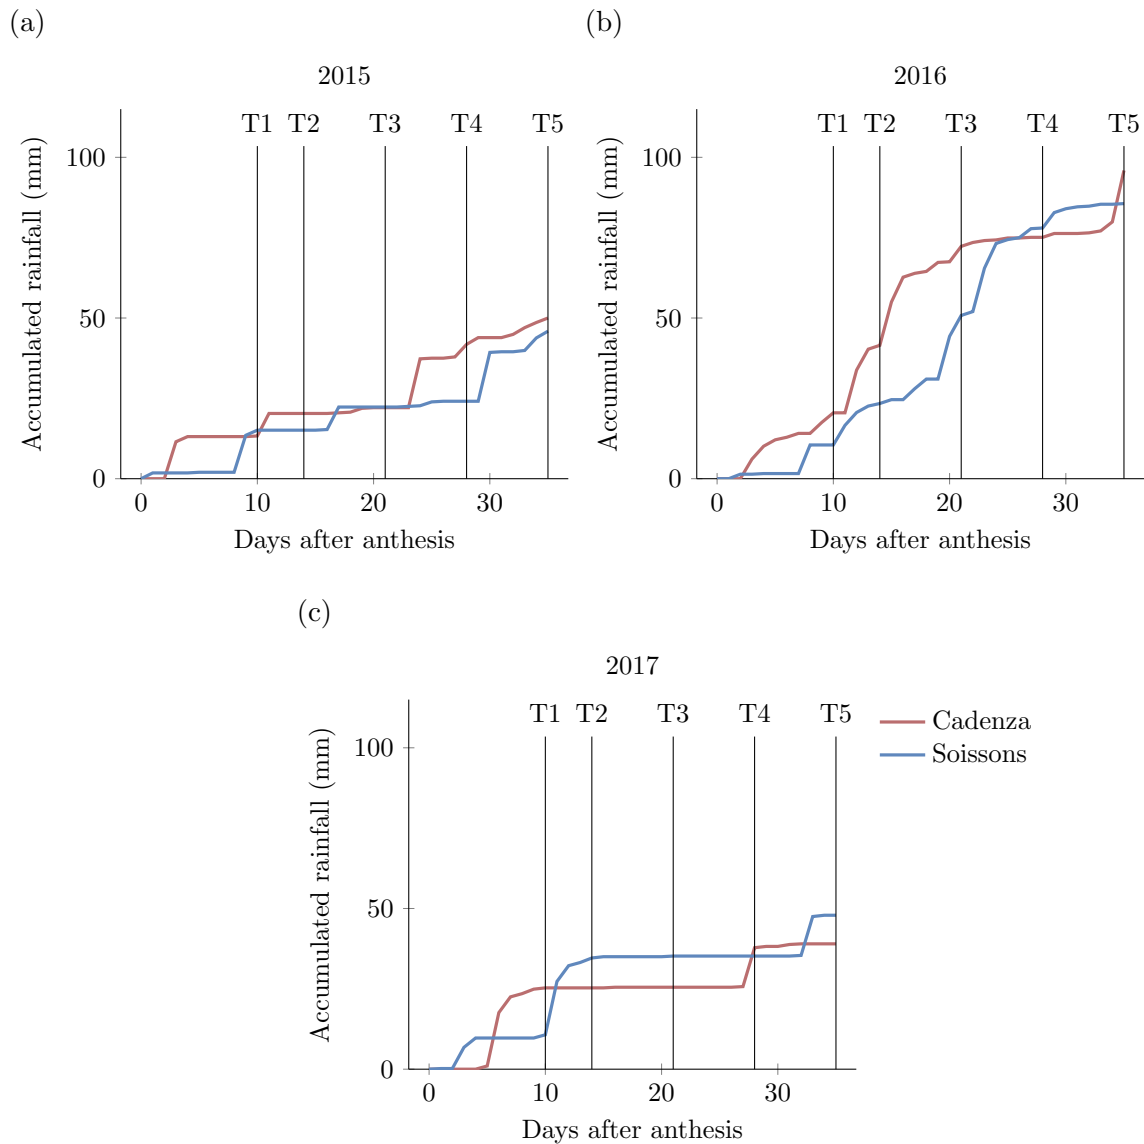 (a)
2015
T1 T2 T3 T4 T5
100
50
0
0 10 20 30
Days after anthesis
Accumulated rainfall (mm)
(b)
2016
T1 T2 T3 T4 T5
100
50
0
0 10 20 30
Days after anthesis
Accumulated rainfall (mm)
(c)
2017
T1 T2 T3 T4 T5
100
50
0
0 10 20 30
Days after anthesis
Accumulated rainfall (mm)
Cadenza
Soissons